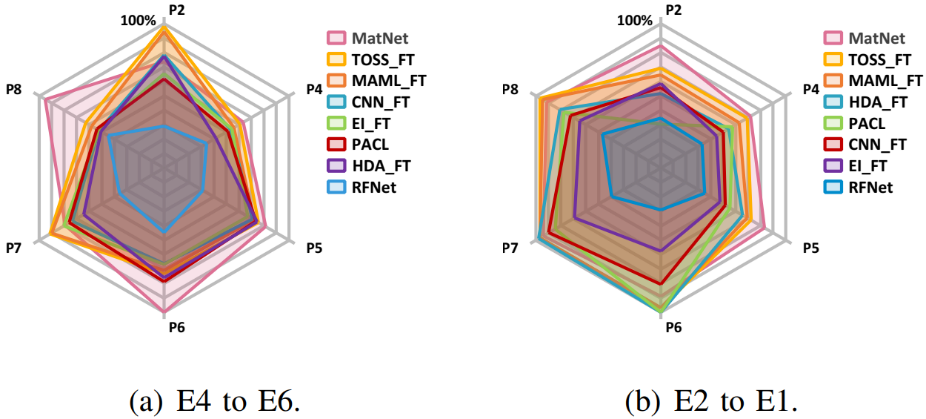 P2
100%
P8
P4
P7
P5
P6
MatNet
TOSS_FT
MAML_FT
CNN_FT
EI_FT
PACL
HDA_FT
RFNet
(a) E4 to E6.
P2
100%
P8
P4
P7
P5
P6
MatNet
TOSS_FT
MAML_FT
HDA_FT
PACL
CNN_FT
EI_FT
RFNet
(b) E2 to E1.